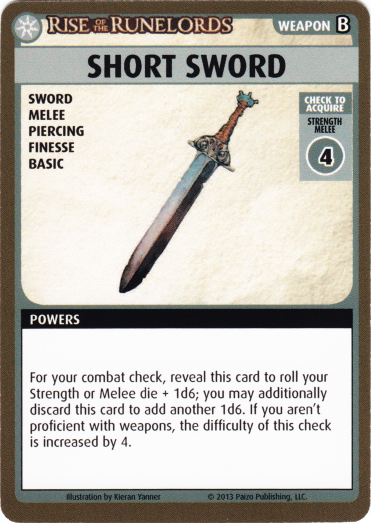 RISE OF THE RUNELORDS WEAPON B
SHORT SWORD
SWORD
MELEE
PIERCING
FINESSE
BASIC
CHECK TO
ACQUIRE
STRENGTH
MELEE
4
POWERS
For your combat check, reveal this card to roll your
Strength or Melee die + 1d6; you may additionally
discard this card to add another 1d6. If you aren't
proficient with weapons, the difficulty of this check
is increased by 4.
Illustration by Kieran Yanner © 2013 Paizo Publishing, LLC.